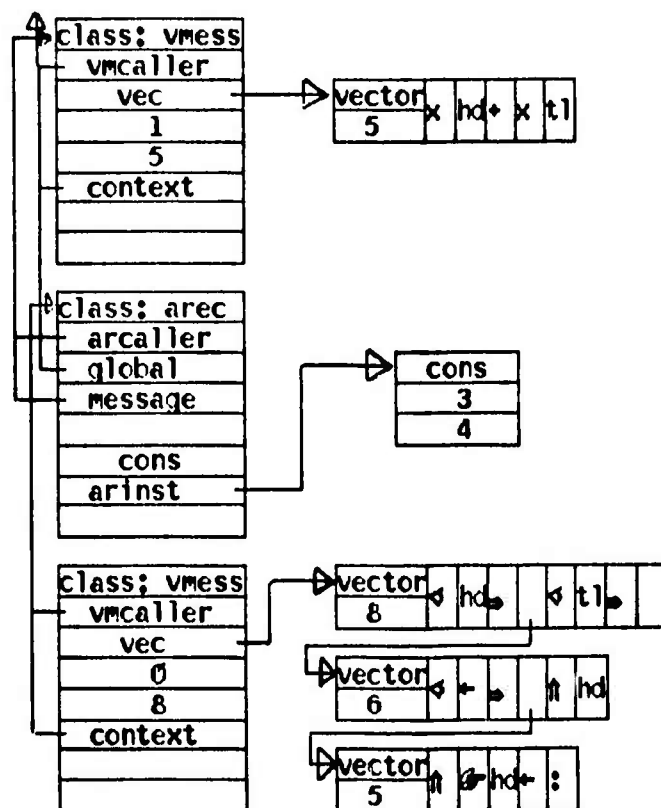 class: vmess
vmcaller
vec
1
5
context
vector
5
x hd + x tl
class: arec
arcaller
global
message
cons
arinst
cons
3
4
class: vmess
vmcaller
vec
0
8
context
vector
8
◁ hd ⇒ ◁ tl ⇒
vector
6
◁ ← ⇒ ⇑ hd
vector
5
⇑ ☞ hd ← :